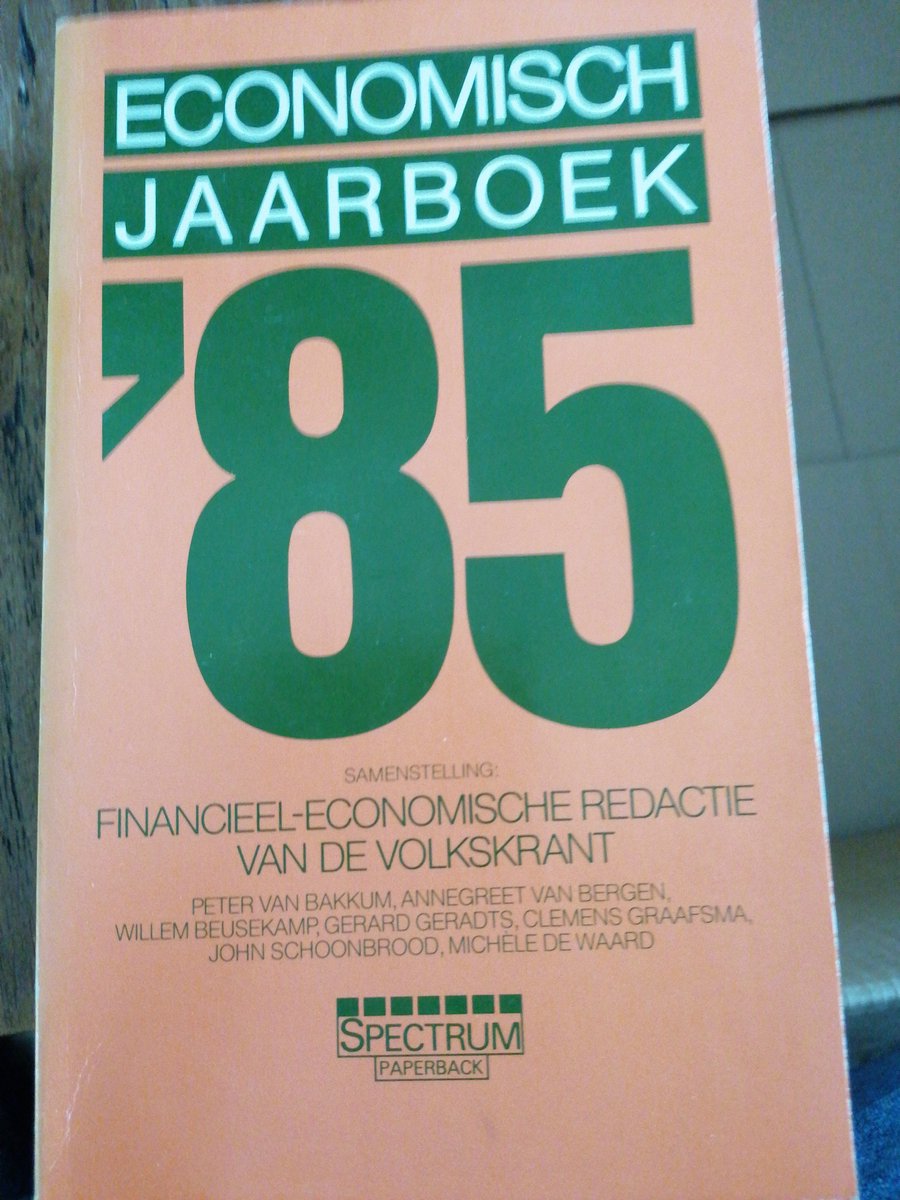 ECONOMISCH
JAARBOEK
'85
SAMENSTELLING:
FINANCIEEL-ECONOMISCHE REDACTIE
VAN DE VOLKSKRANT
PETER VAN BAKKUM, ANNEGREET VAN BERGEN,
WILLEM BEUSEKAMP, GERARD GERADTS, CLEMENS GRAAFSMA,
JOHN SCHOONBROOD, MICHÈLE DE WAARD
SPECTRUM
PAPERBACK